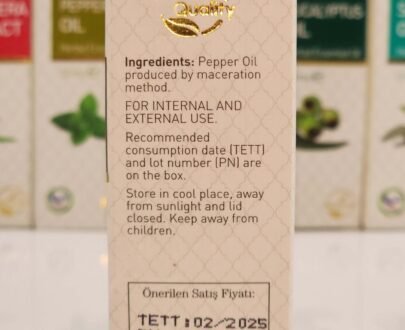 Quality
Ingredients: Pepper Oil
produced by maceration
method.
FOR INTERNAL AND
EXTERNAL USE.
Recommended
consumption date (TETT)
and lot number (PN) are
on the box.
Store in cool place, away
from sunlight and lid
closed. Keep away from
children.
Önerilen Satış Fiyatı:
TETT:02/2025
OIL
OIL